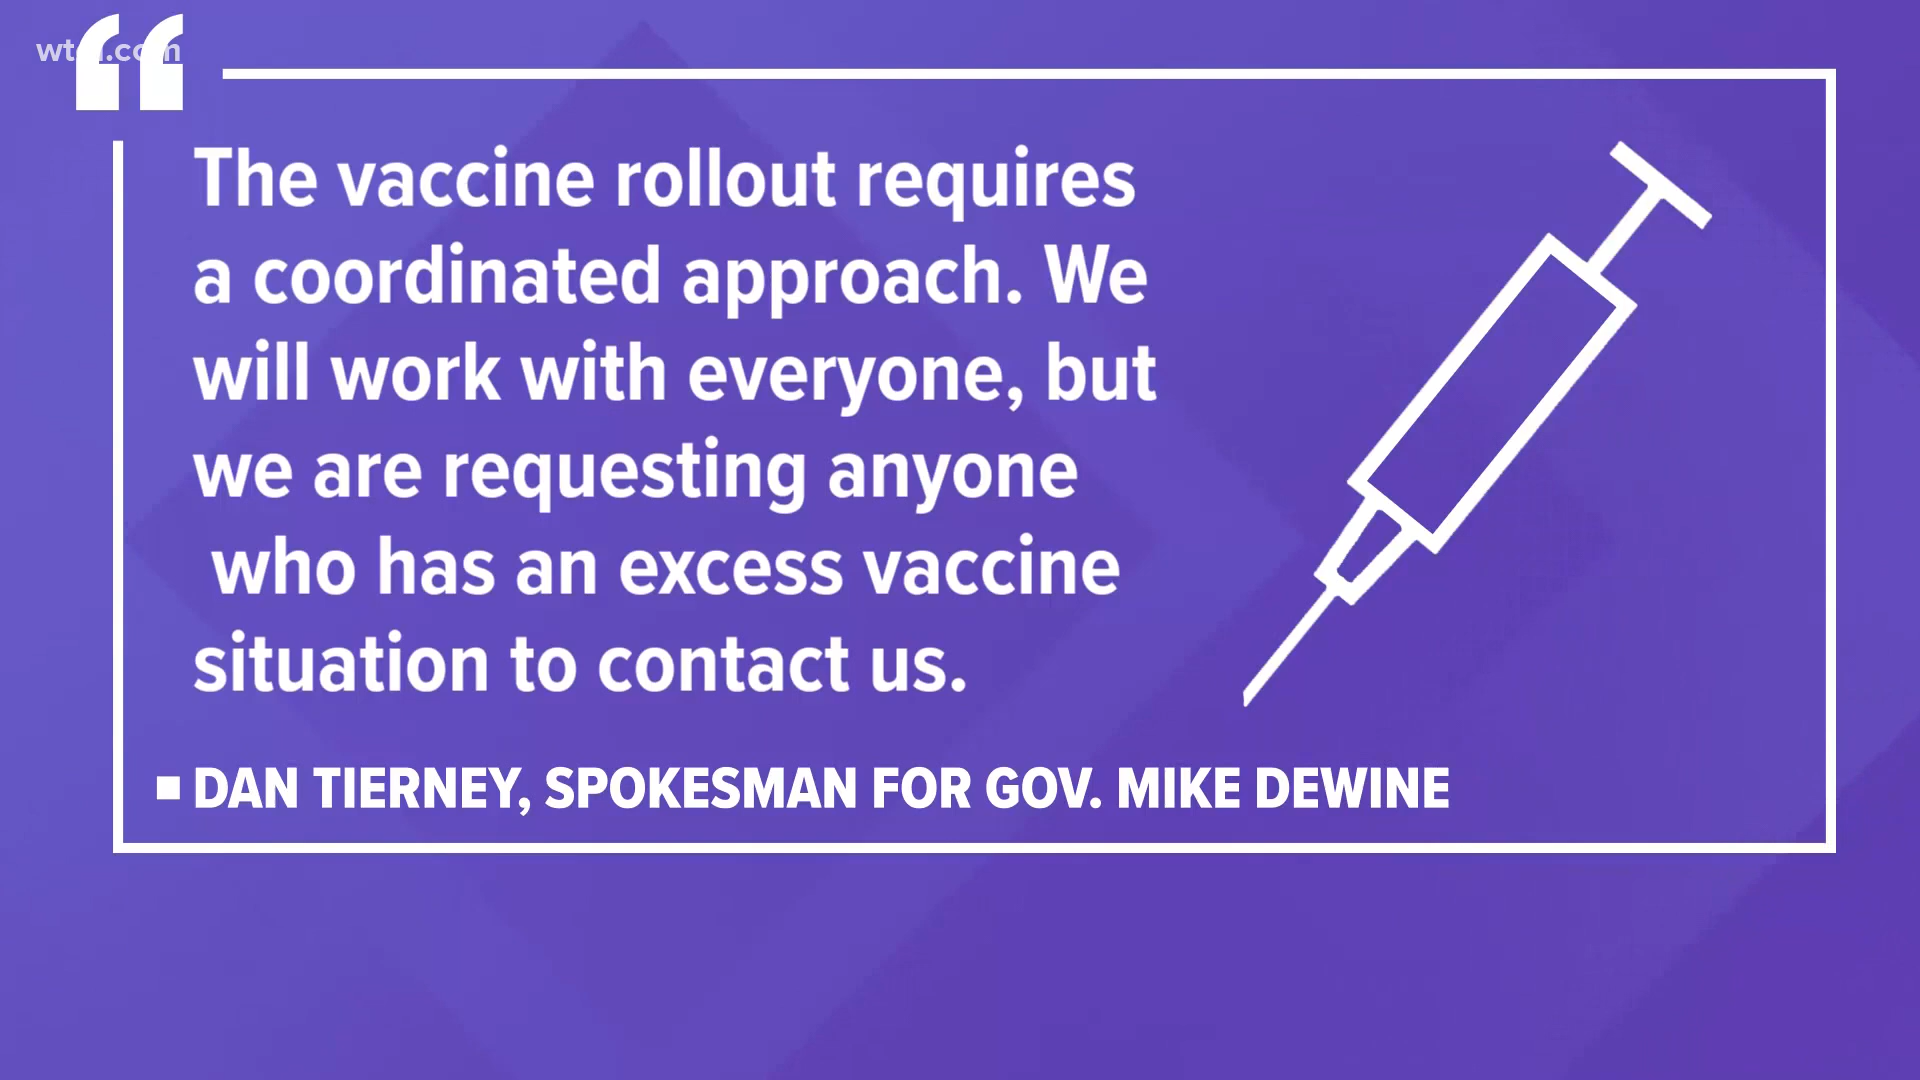 The vaccine rollout requires
a coordinated approach. We
will work with everyone, but
we are requesting anyone
who has an excess vaccine
situation to contact us.
DAN TIERNEY, SPOKESMAN FOR GOV. MIKE DEWINE